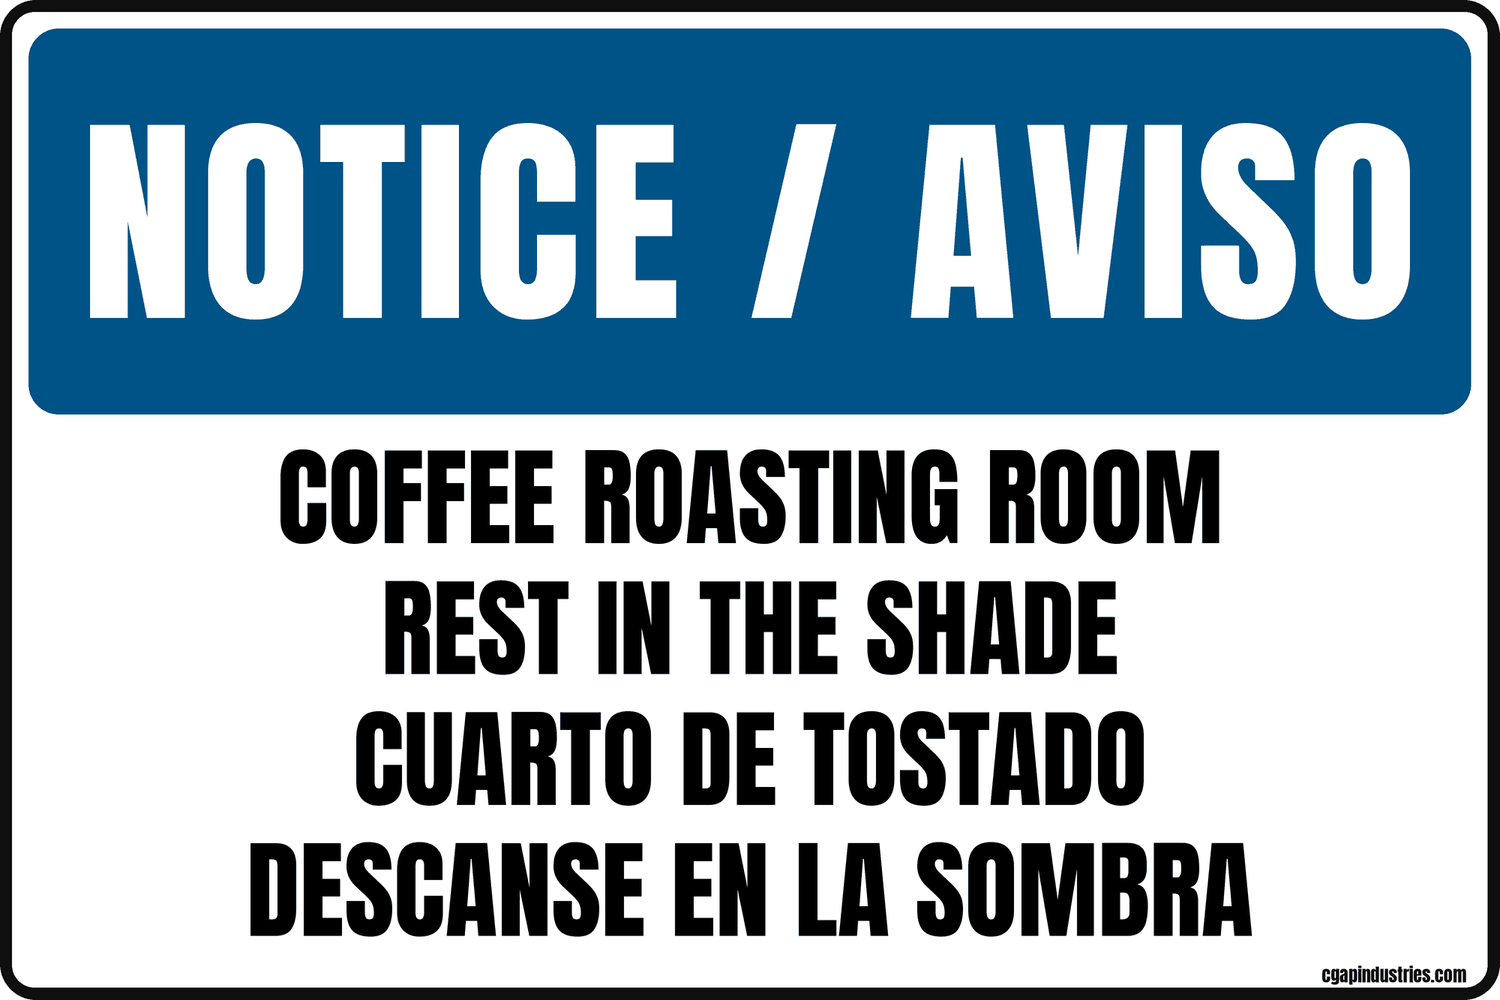 NOTICE / AVISO
COFFEE ROASTING ROOM
REST IN THE SHADE
CUARTO DE TOSTADO
DESCANSE EN LA SOMBRA
cgapindustries.com